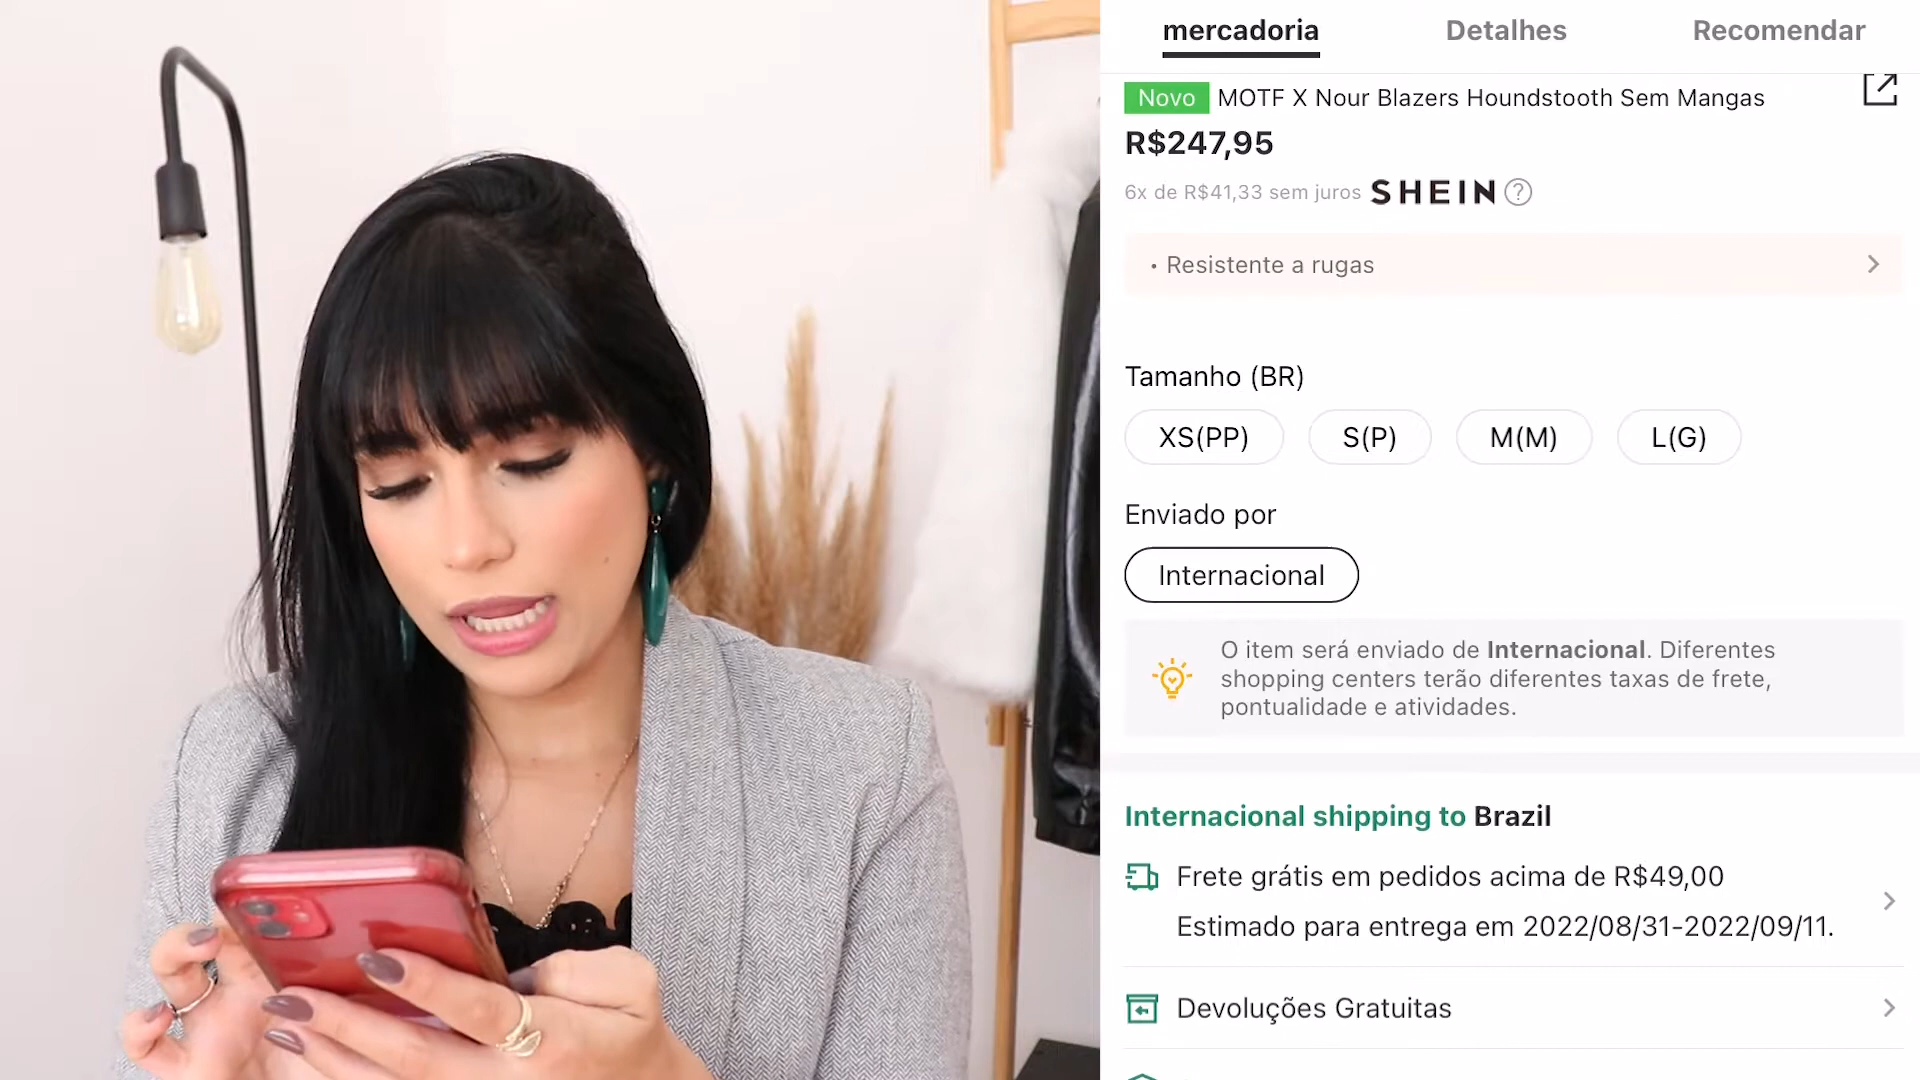 mercadoria
Detalhes
Recomendar
Novo MOTF X Nour Blazers Houndstooth Sem Mangas
R$247,95
6x de R$41,33 sem juros SHEIN ?
• Resistente a rugas
Tamanho (BR)
XS(PP)
S(P)
M(M)
L(G)
Enviado por
Internacional
O item será enviado de Internacional. Diferentes
shopping centers terão diferentes taxas de frete,
pontualidade e atividades.
Internacional shipping to Brazil
Frete grátis em pedidos acima de R$49,00
Estimado para entrega em 2022/08/31-2022/09/11.
Devoluções Gratuitas